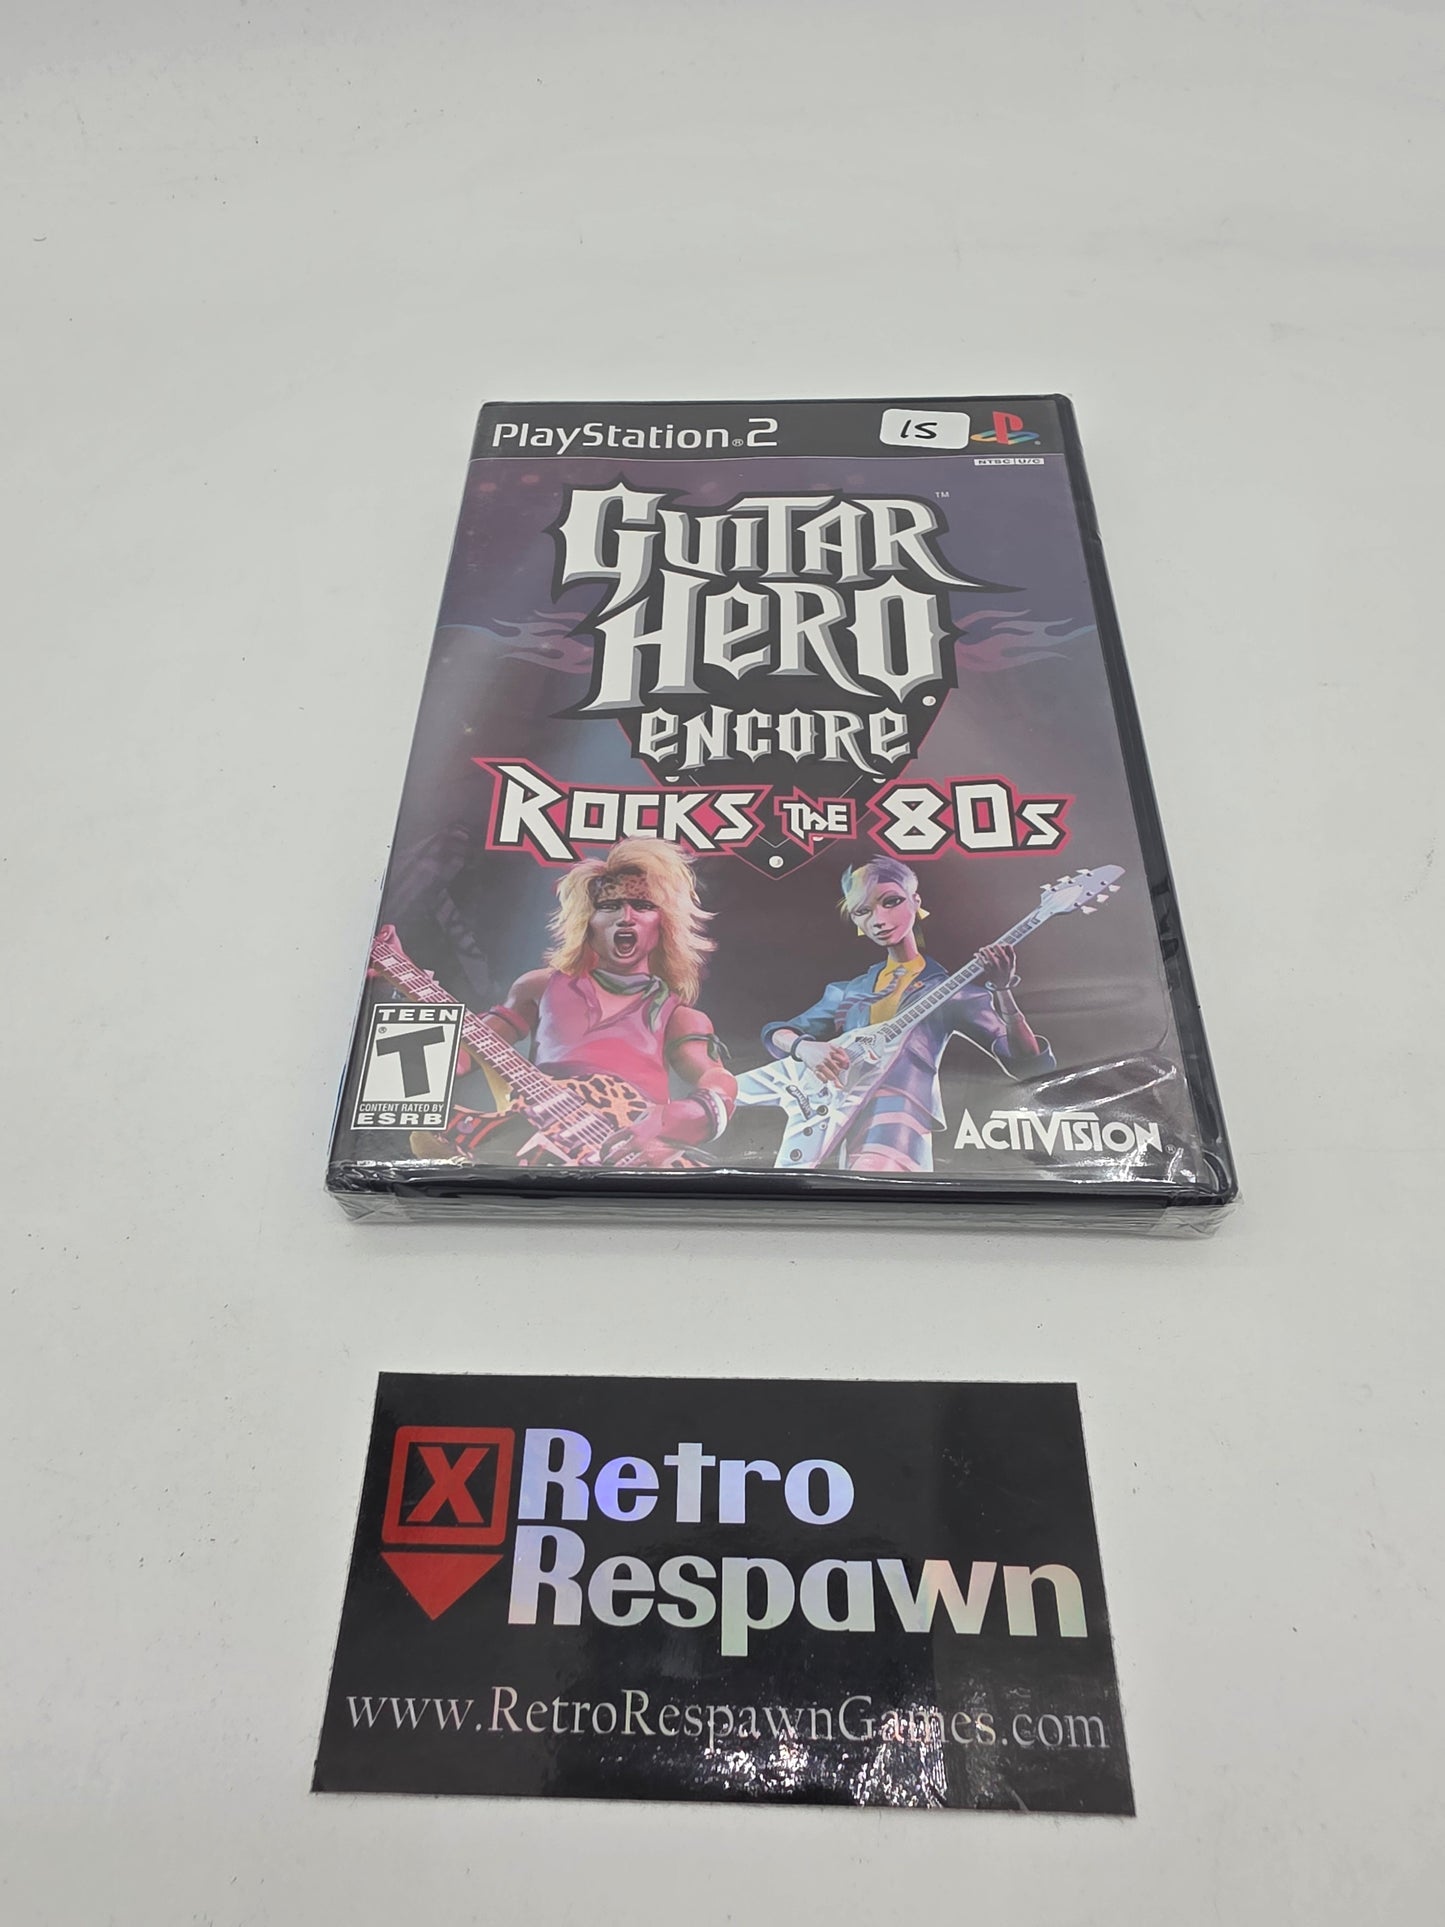 PlayStation®2
15
NTSC U/C
GUITAR™
HERO
ENCORE
ROCKS THE 80s
TEEN
T
CONTENT RATED BY
ESRB
ACTIVISION®
X
Retro
Respawn
www.RetroRespawnGames.com